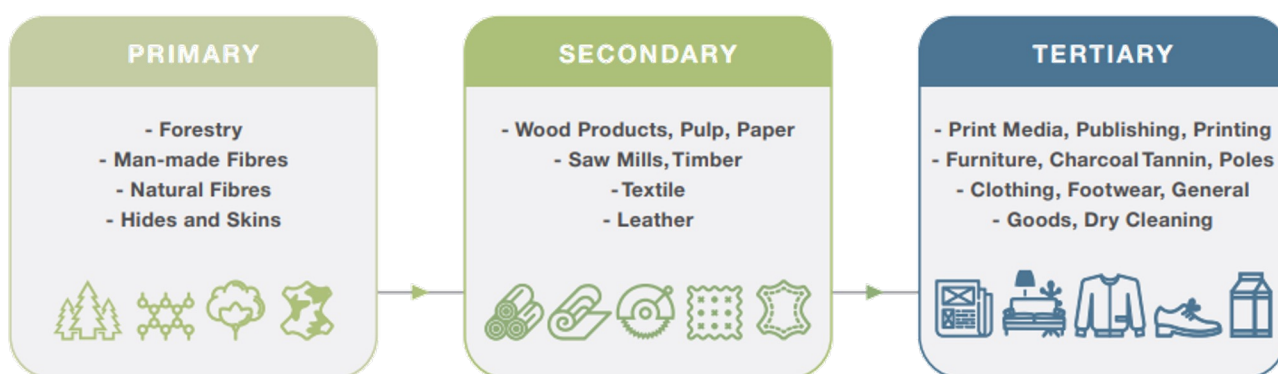 PRIMARY
- Forestry
- Man-made Fibres
- Natural Fibres
- Hides and Skins
SECONDARY
- Wood Products, Pulp, Paper
- Saw Mills, Timber
- Textile
- Leather
TERTIARY
- Print Media, Publishing, Printing
- Furniture, Charcoal Tannin, Poles
- Clothing, Footwear, General
- Goods, Dry Cleaning